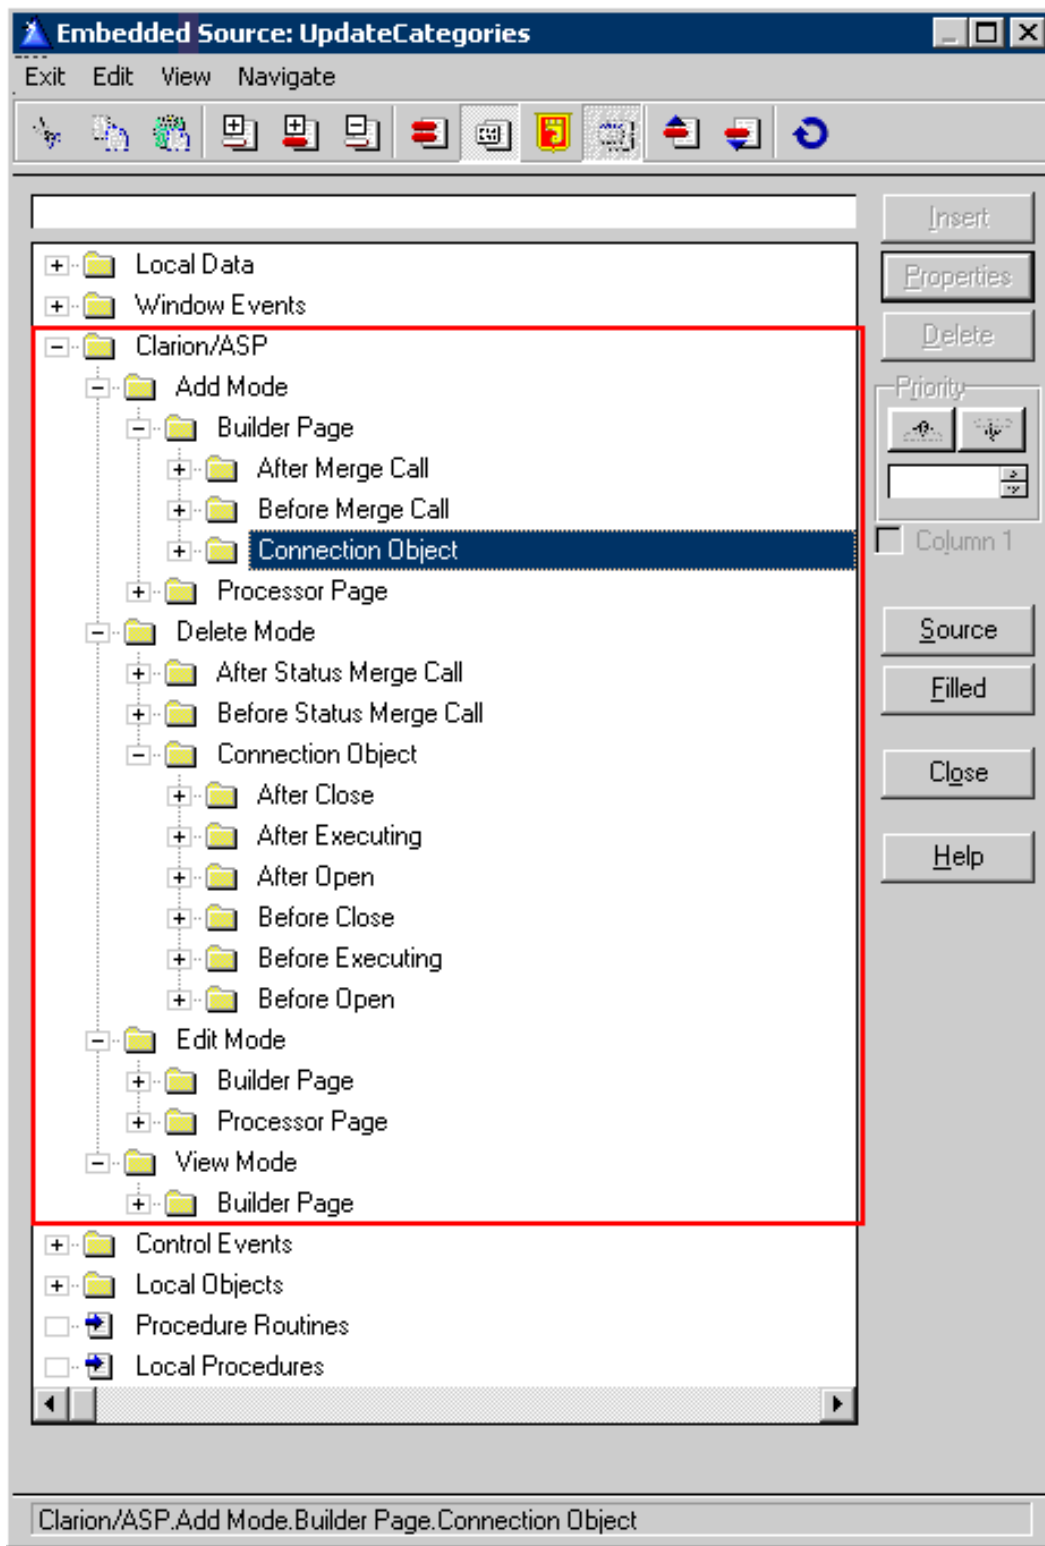 Embedded Source: UpdateCategories
Exit Edit View Navigate
Insert
Local Data
Properties
Window Events
Delete
Clarion/ASP
Add Mode
Priority
Builder Page
After Merge Call
Before Merge Call
Connection Object
Column 1
Processor Page
Delete Mode
Source
After Status Merge Call
Filled
Before Status Merge Call
Connection Object
Close
After Close
After Executing
Help
After Open
Before Close
Before Executing
Before Open
Edit Mode
Builder Page
Processor Page
View Mode
Builder Page
Control Events
Local Objects
Procedure Routines
Local Procedures
Clarion/ASP.Add Mode.Builder Page.Connection Object